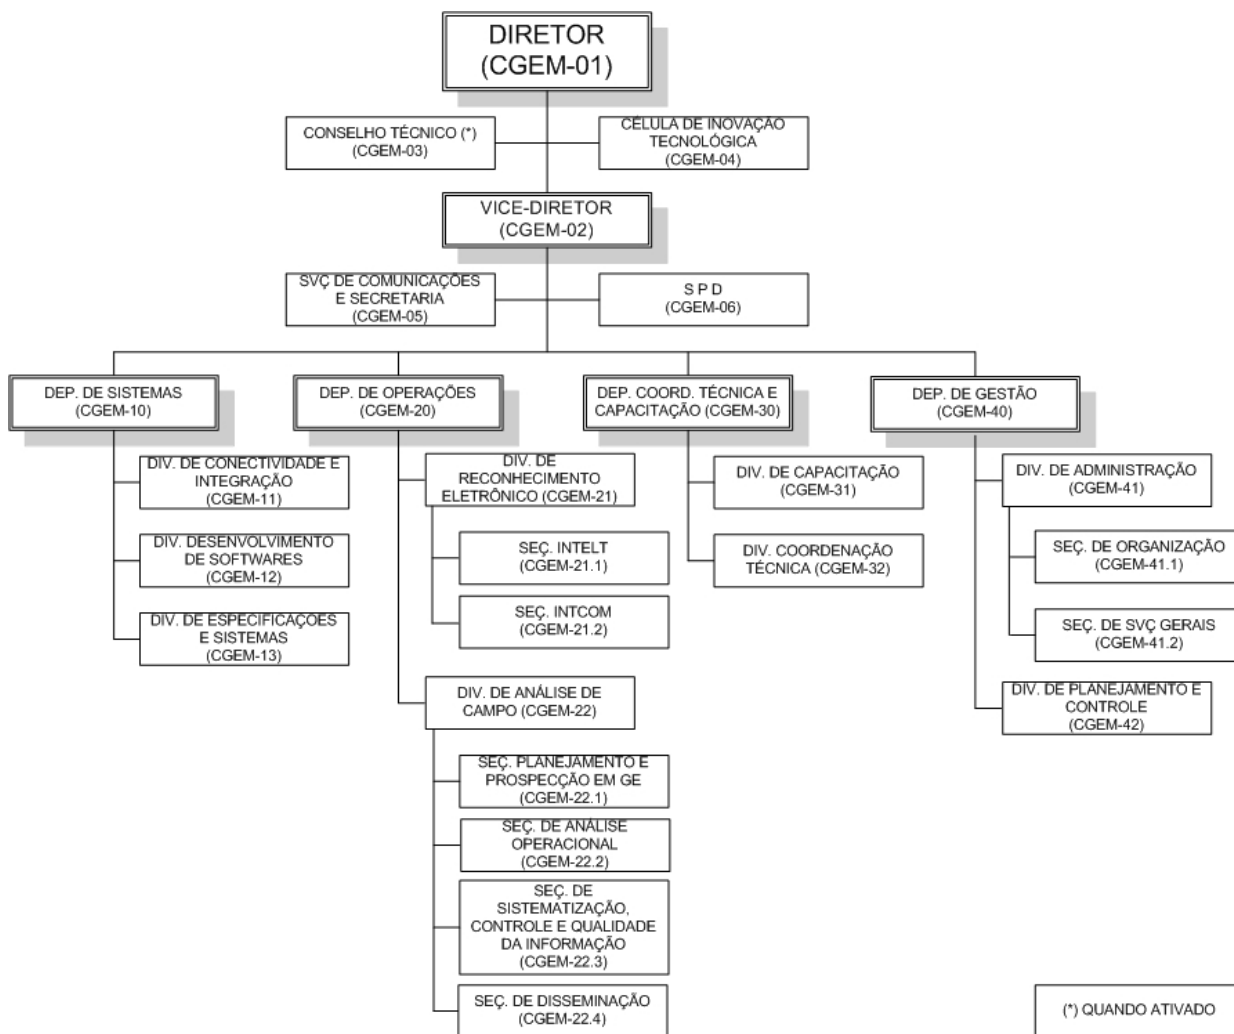 DIRETOR
(CGEM-01)
CONSELHO TÉCNICO (*)
(CGEM-03)
CÉLULA DE INOVAÇÃO
TECNOLÓGICA
(CGEM-04)
VICE-DIRETOR
(CGEM-02)
SVÇ DE COMUNICAÇÕES
E SECRETARIA
(CGEM-05)
S P D
(CGEM-06)
DEP. DE SISTEMAS
(CGEM-10)
DIV. DE CONECTIVIDADE E
INTEGRAÇÃO
(CGEM-11)
DIV. DESENVOLVIMENTO
DE SOFTWARES
(CGEM-12)
DIV. DE ESPECIFICAÇOES
E SISTEMAS
(CGEM-13)
DEP. DE OPERAÇÕES
(CGEM-20)
DIV. DE
RECONHECIMENTO
ELETRÔNICO (CGEM-21)
SEÇ. INTELT
(CGEM-21.1)
SEÇ. INTCOM
(CGEM-21.2)
DIV. DE ANÁLISE DE
CAMPO (CGEM-22)
SEÇ. PLANEJAMENTO E
PROSPECÇÃO EM GE
(CGEM-22.1)
SEÇ. DE ANÁLISE
OPERACIONAL
(CGEM-22.2)
SEÇ. DE
SISTEMATIZAÇÃO,
CONTROLE E QUALIDADE
DA INFORMAÇÃO
(CGEM-22.3)
SEÇ. DE DISSEMINAÇÃO
(CGEM-22.4)
DEP. COORD. TÉCNICA E
CAPACITAÇÃO (CGEM-30)
DIV. DE CAPACITAÇÃO
(CGEM-31)
DIV. COORDENAÇÃO
TÉCNICA (CGEM-32)
DEP. DE GESTÃO
(CGEM-40)
DIV. DE ADMINISTRAÇÃO
(CGEM-41)
SEÇ. DE ORGANIZAÇÃO
(CGEM-41.1)
SEÇ. DE SVÇ GERAIS
(CGEM-41.2)
DIV. DE PLANEJAMENTO E
CONTROLE
(CGEM-42)
(*) QUANDO ATIVADO